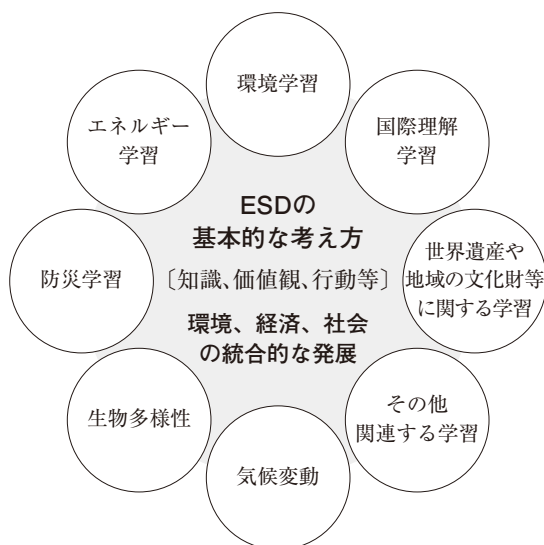 環境学習
国際理解
学習
世界遺産や
地域の文化財等
に関する学習
その他
関連する学習
気候変動
生物多様性
防災学習
エネルギー
学習
ESDの
基本的な考え方
〔知識、価値観、行動等〕
環境、経済、社会
の統合的な発展